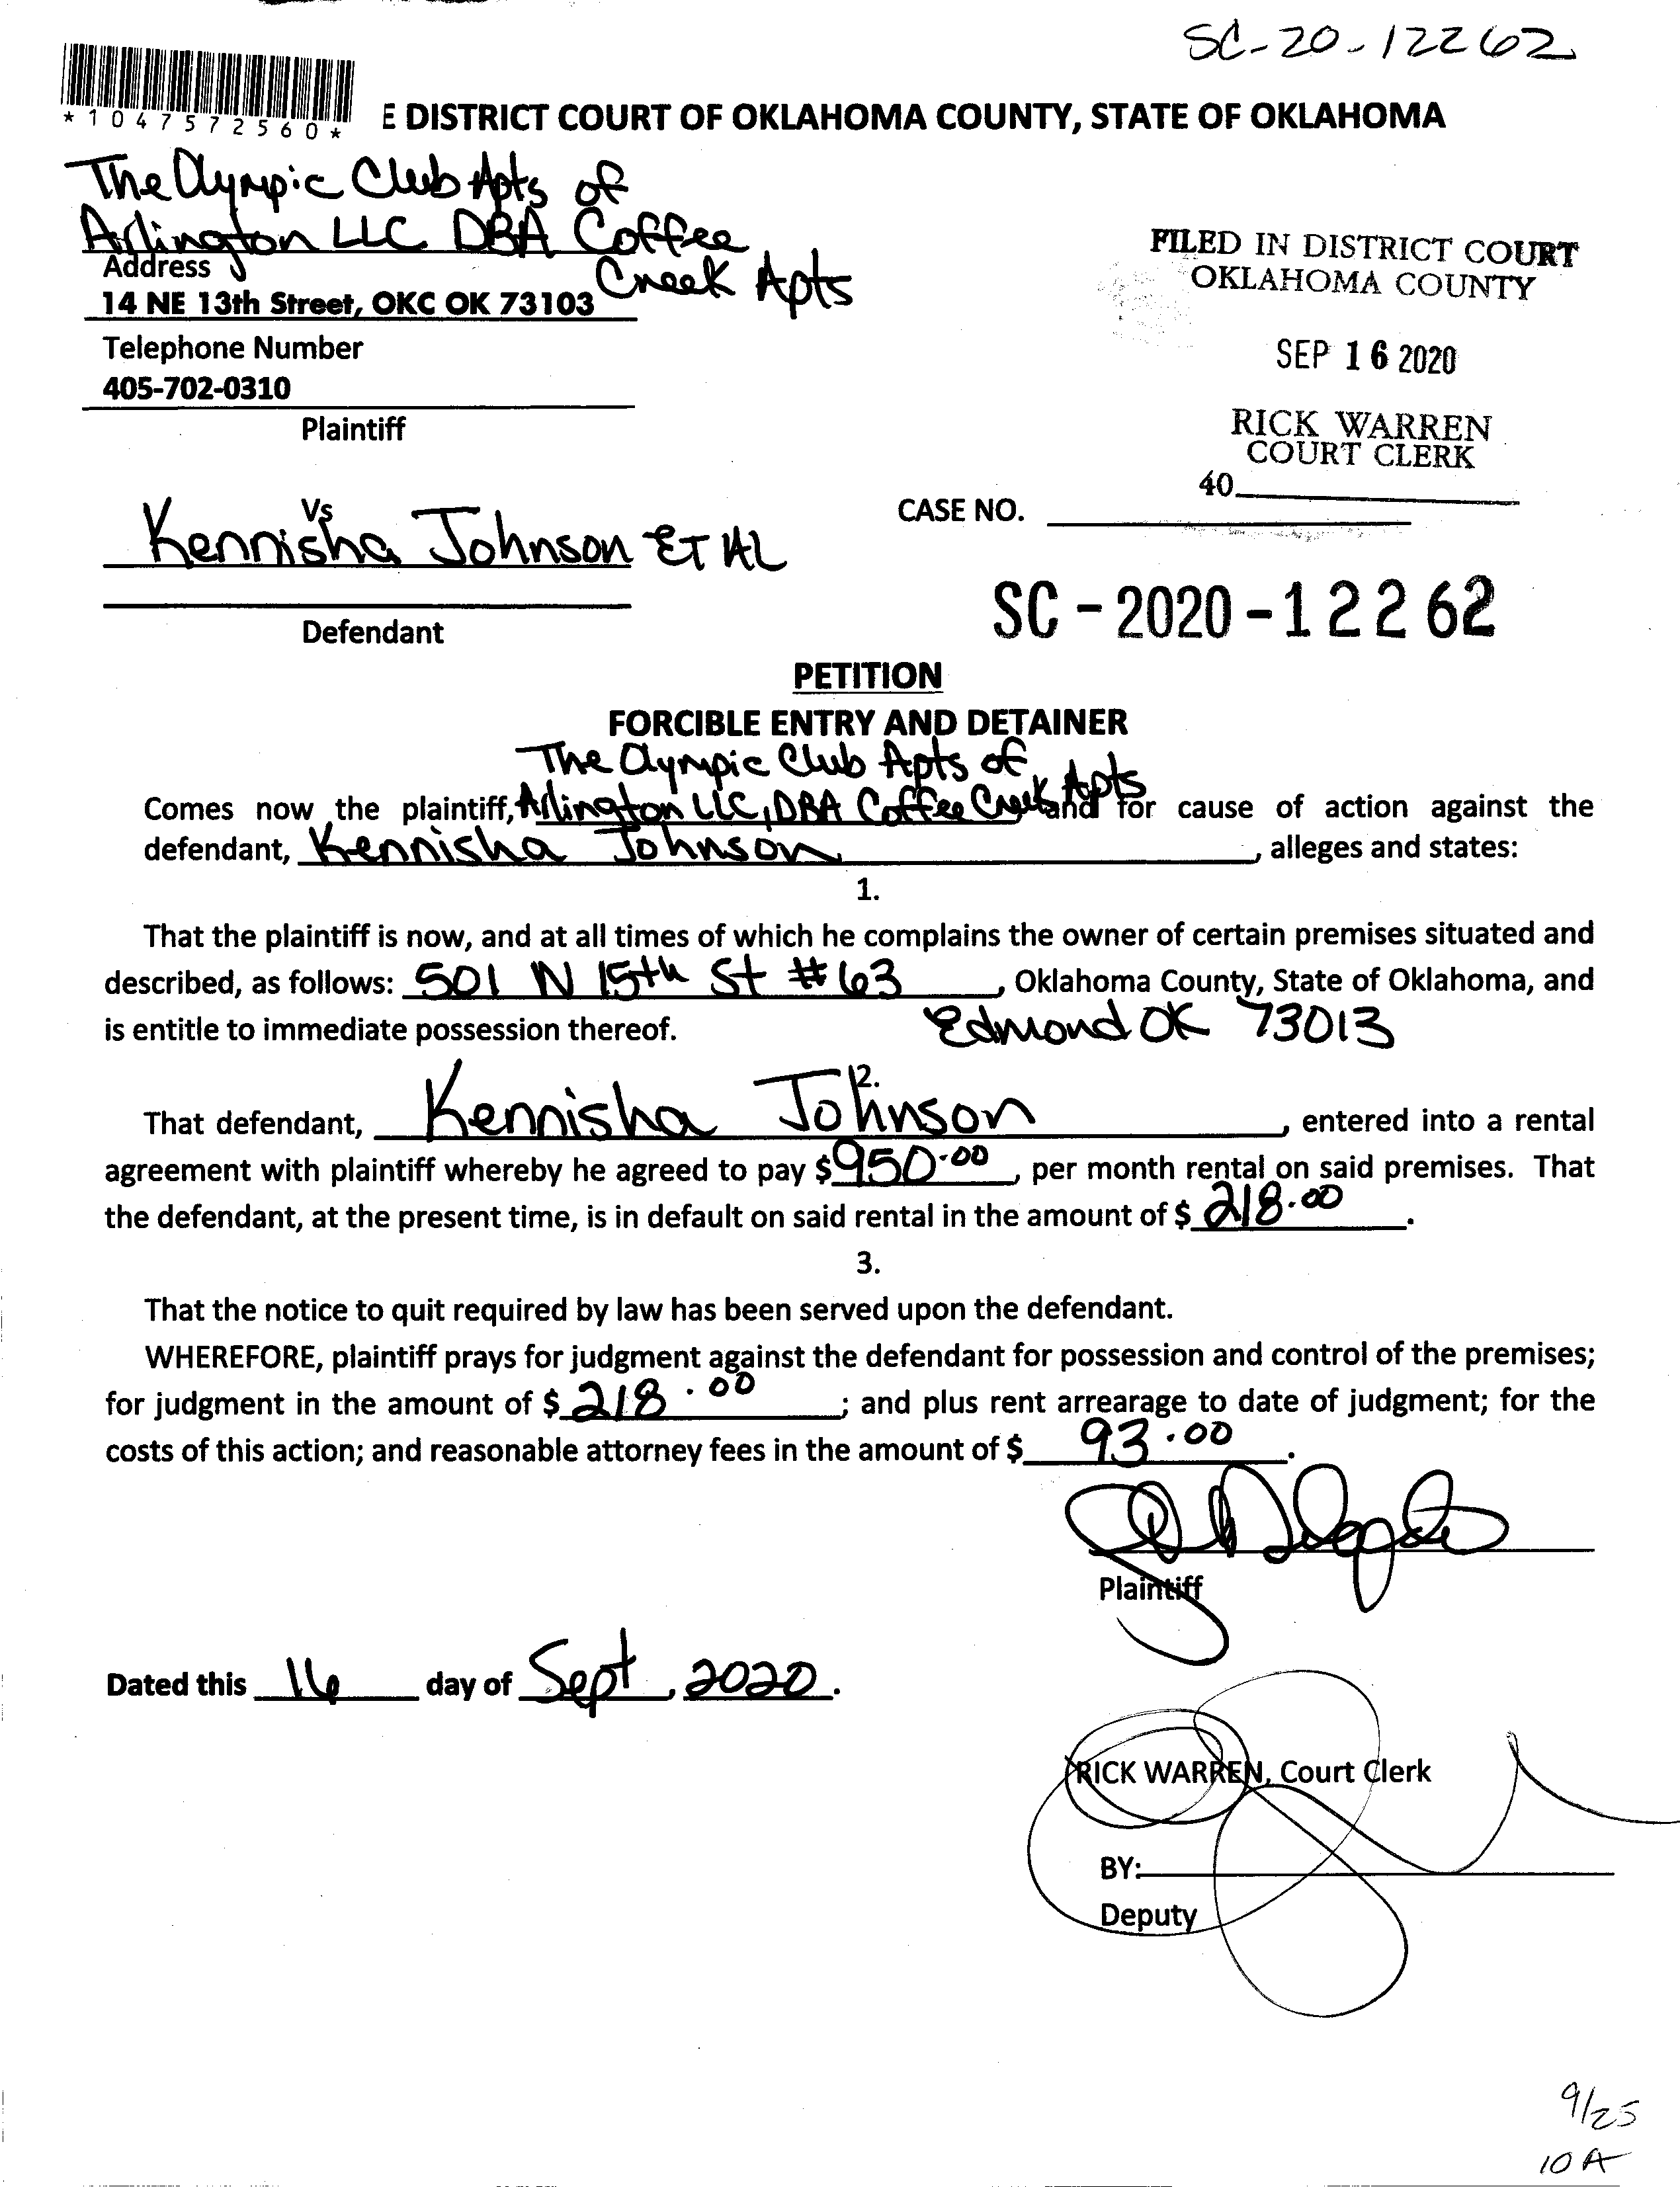 SC-20-12262
*1047572560*
E DISTRICT COURT OF OKLAHOMA COUNTY, STATE OF OKLAHOMA
The Olympic Club Apts of
Arlington LLC DBA Coffee
Creek Apts
Address
14 NE 13th Street, OKC OK 73103
Telephone Number
405-702-0310
Plaintiff
FILED IN DISTRICT COURT
OKLAHOMA COUNTY
SEP 16 2020
RICK WARREN
COURT CLERK
40
Vs
Kennisha Johnson ET AL
Defendant
CASE NO.
SC-2020-12262
PETITION
FORCIBLE ENTRY AND DETAINER
The Olympic Club Apts of
Comes now the plaintiff, Arlington LLC, DBA Coffee Creek Apts and for cause of action against the
defendant, Kennisha Johnson, alleges and states:
1.
That the plaintiff is now, and at all times of which he complains the owner of certain premises situated and
described, as follows: 501 N 15th St #63, Oklahoma County, State of Oklahoma, and
is entitle to immediate possession thereof. Edmond OK 73013
2.
That defendant, Kennisha Johnson, entered into a rental
agreement with plaintiff whereby he agreed to pay $950.00, per month rental on said premises. That
the defendant, at the present time, is in default on said rental in the amount of $218.00.
3.
That the notice to quit required by law has been served upon the defendant.
WHEREFORE, plaintiff prays for judgment against the defendant for possession and control of the premises;
for judgment in the amount of $218.00; and plus rent arrearage to date of judgment; for the
costs of this action; and reasonable attorney fees in the amount of $93.00.
Plaintiff
Dated this 16 day of Sept, 2020.
RICK WARREN, Court Clerk
BY:
Deputy
9/25
10 A